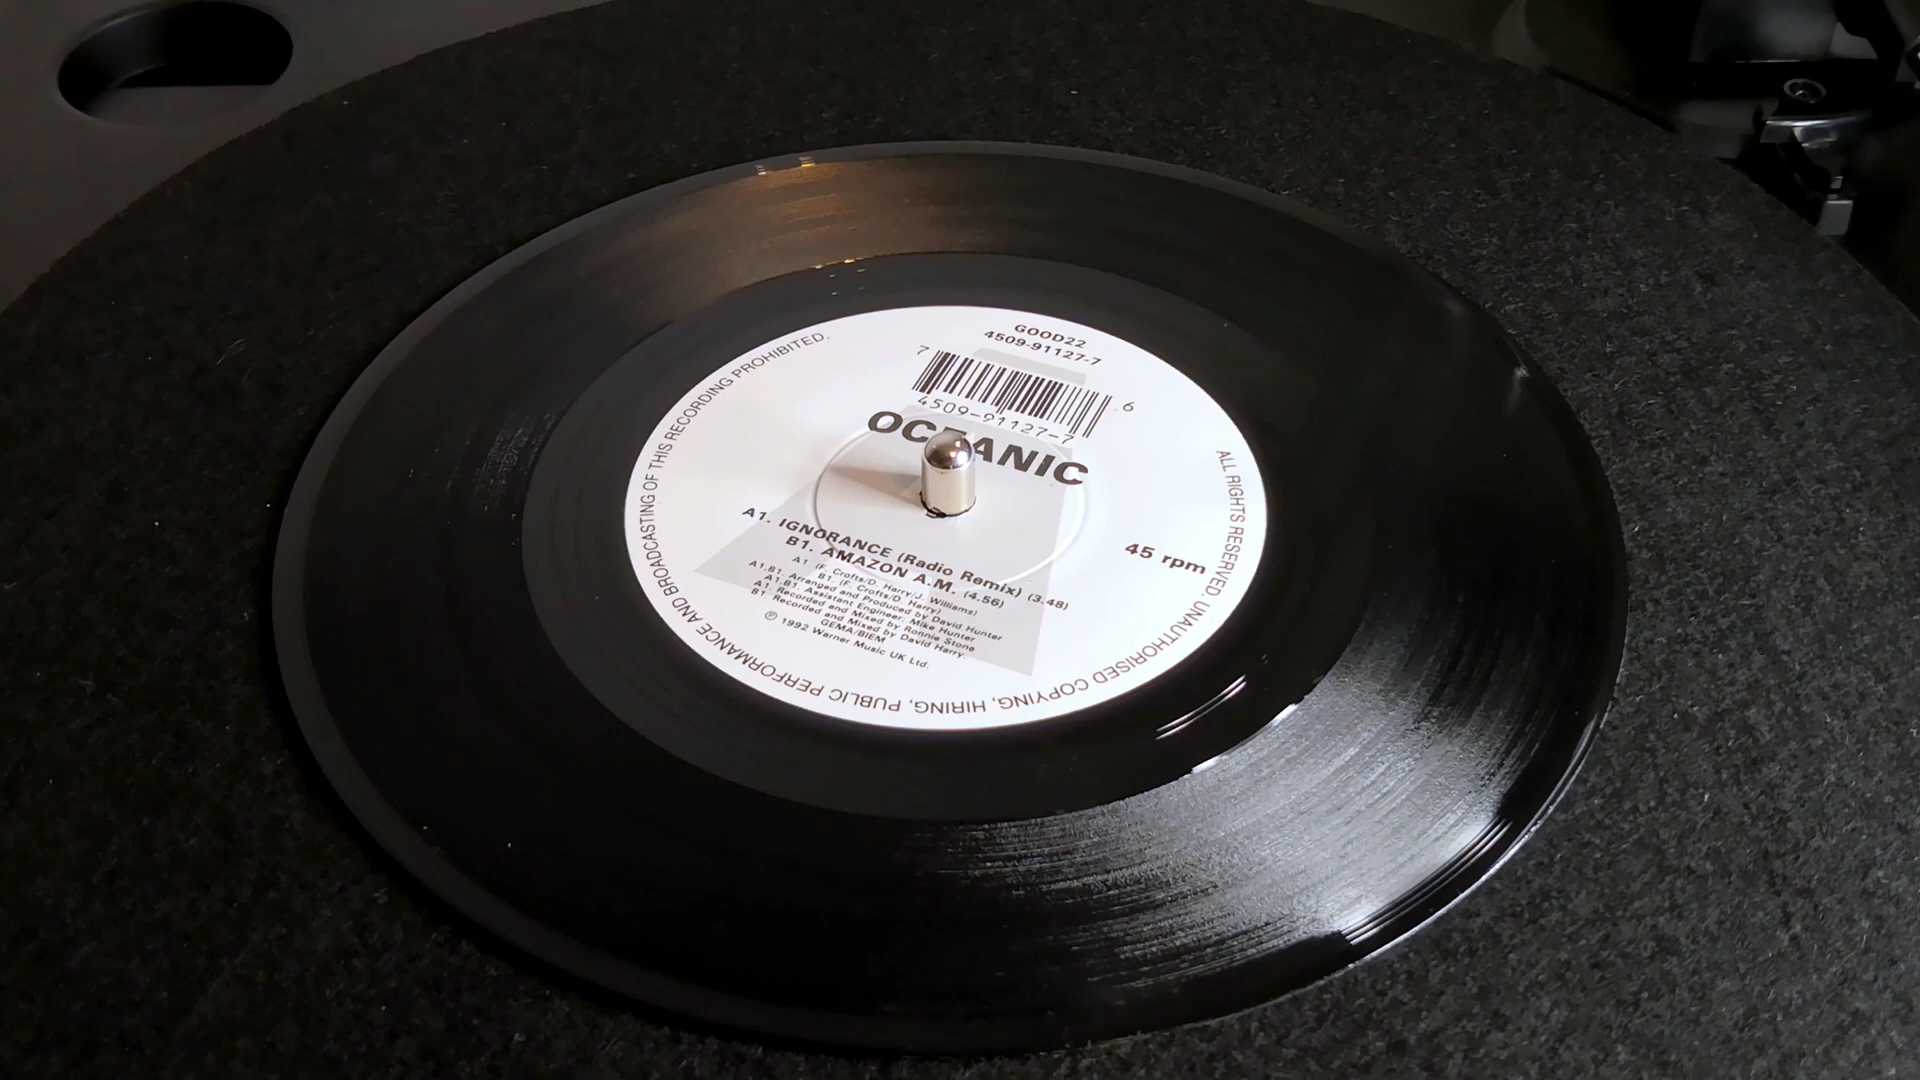 GOOD22
4509-91127-7
7 4509-91127-7 6
OCEANIC
45 rpm
A1. IGNORANCE (Radio Remix) (3.48)
B1. AMAZON A.M. (4.56)
A1. (F. Crofts/D. Harry/J. Williams)
B1. (F. Crofts/D. Harry)
A1.B1. Arranged and Produced by David Hunter
A1.B1. Assistant Engineer: Mike Hunter
A1. Recorded and Mixed by Ronnie Stone
B1. Recorded and Mixed by David Harry.
GEMA/BIEM
℗ 1992 Warner Music UK Ltd.
ALL RIGHTS RESERVED. UNAUTHORISED COPYING, HIRING, PUBLIC PERFORMANCE AND BROADCASTING OF THIS RECORDING PROHIBITED.